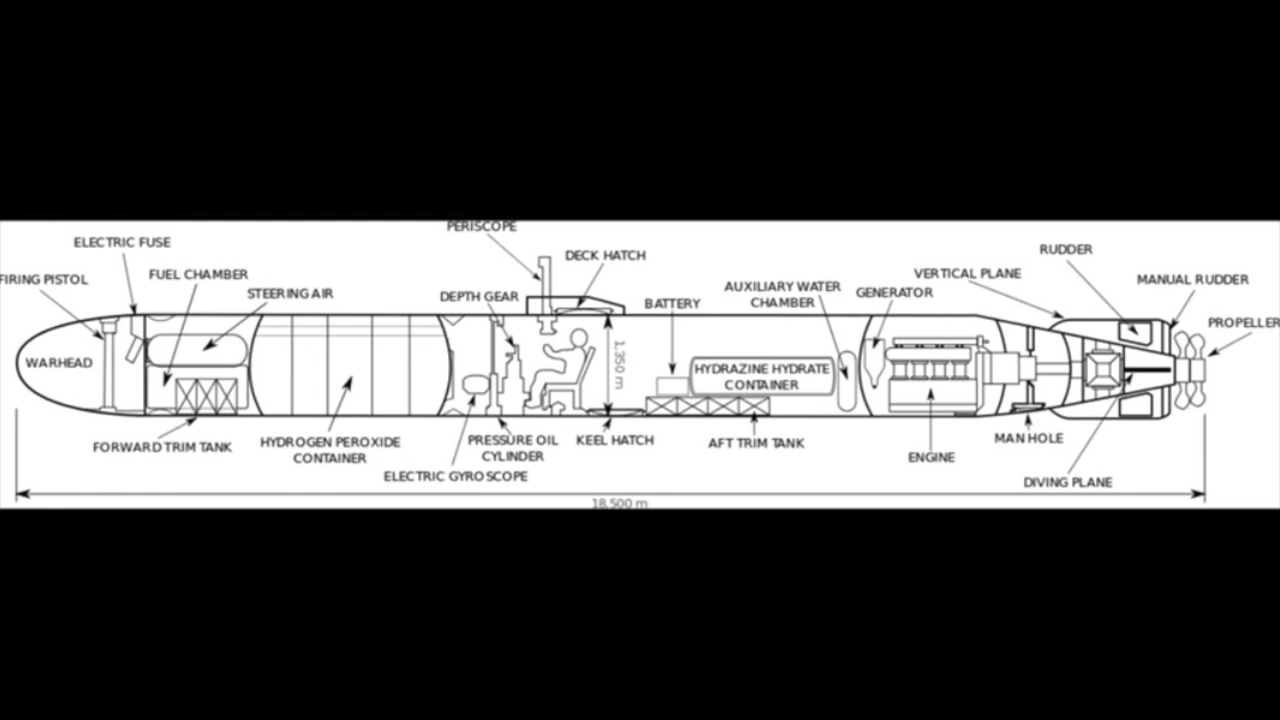 PERISCOPE
ELECTRIC FUSE
DECK HATCH
RUDDER
FIRING PISTOL
FUEL CHAMBER
STEERING AIR
DEPTH GEAR
BATTERY
AUXILIARY WATER
CHAMBER
GENERATOR
VERTICAL PLANE
MANUAL RUDDER
PROPELLER
WARHEAD
1.350 m
HYDRAZINE HYDRATE
CONTAINER
FORWARD TRIM TANK
HYDROGEN PEROXIDE
CONTAINER
ELECTRIC GYROSCOPE
PRESSURE OIL
CYLINDER
KEEL HATCH
AFT TRIM TANK
ENGINE
MAN HOLE
DIVING PLANE
18.500 m